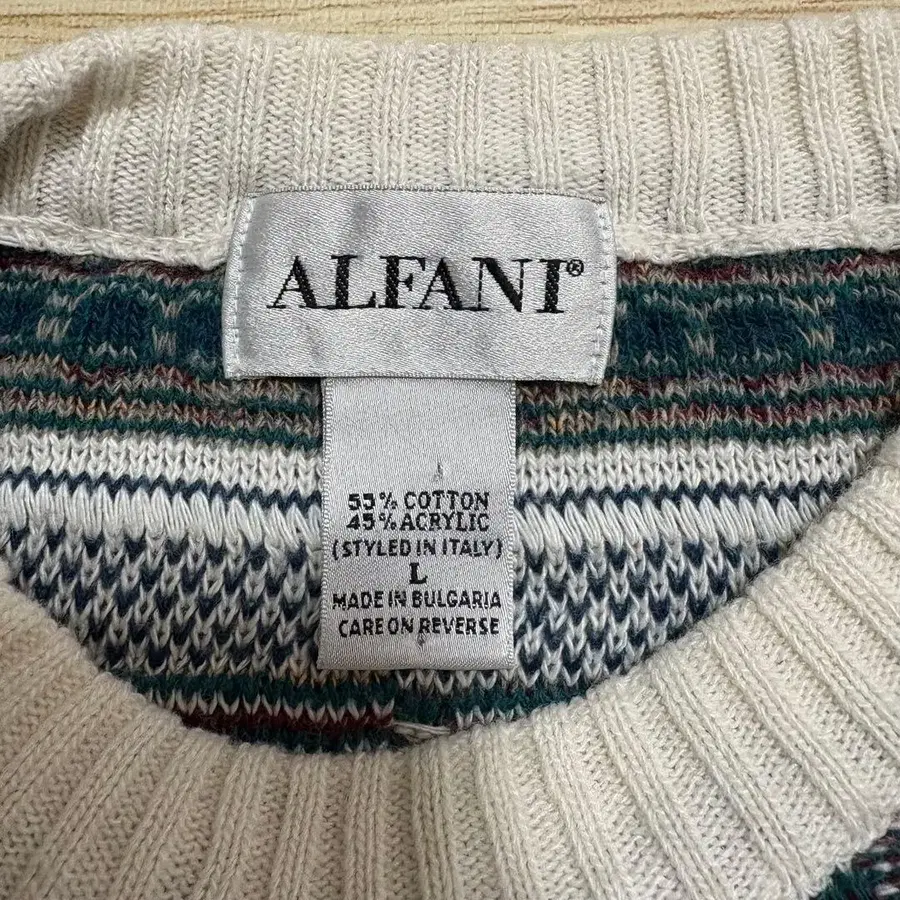 ALFANI®
55% COTTON
45% ACRYLIC
(STYLED IN ITALY)
L
MADE IN BULGARIA
CARE ON REVERSE